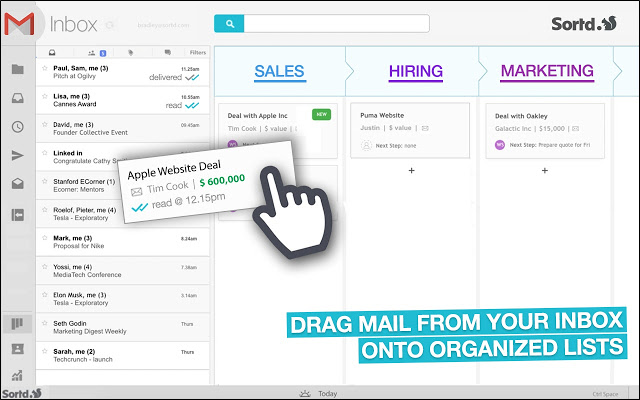 Inbox
Sortd.
3
Filters
Paul, Sam, me (3) 11.25am
Pitch at Ogilvy delivered
Lisa, me (3) 10.55am
Cannes Award read
David, me (3) 09.45am
Founder Collective Event
Linked in
Congratulate Cathy
Stanford ECorner (1)
Ecorner: Mentors
Roelof, Pieter, me (4)
Tesla - Exploratory
Mark, me (3) 8.24am
Proposal for Nike
Yossi, me (4) 7.38am
MediaTech Conference
Elon Musk, me (6) 3.14am
Tesla - Exploratory
Seth Godin Thurs
Marketing Digest Weekly
Sarah, me (2) Thurs
Techcrunch - launch
SALES
Deal with Apple Inc NEW
Tim Cook | $ value |
Apple Website Deal
Tim Cook | $ 600,000
read @ 12.15pm
HIRING
Puma Website
Justin | $ value |
Next Step: none
+
MARKETING
Deal with Oakley
Galactic Inc | $15,000 |
WS Next Step: Prepare quote for Fri
+
DRAG MAIL FROM YOUR INBOX
ONTO ORGANIZED LISTS
Sortd.
Today
Ctrl Space